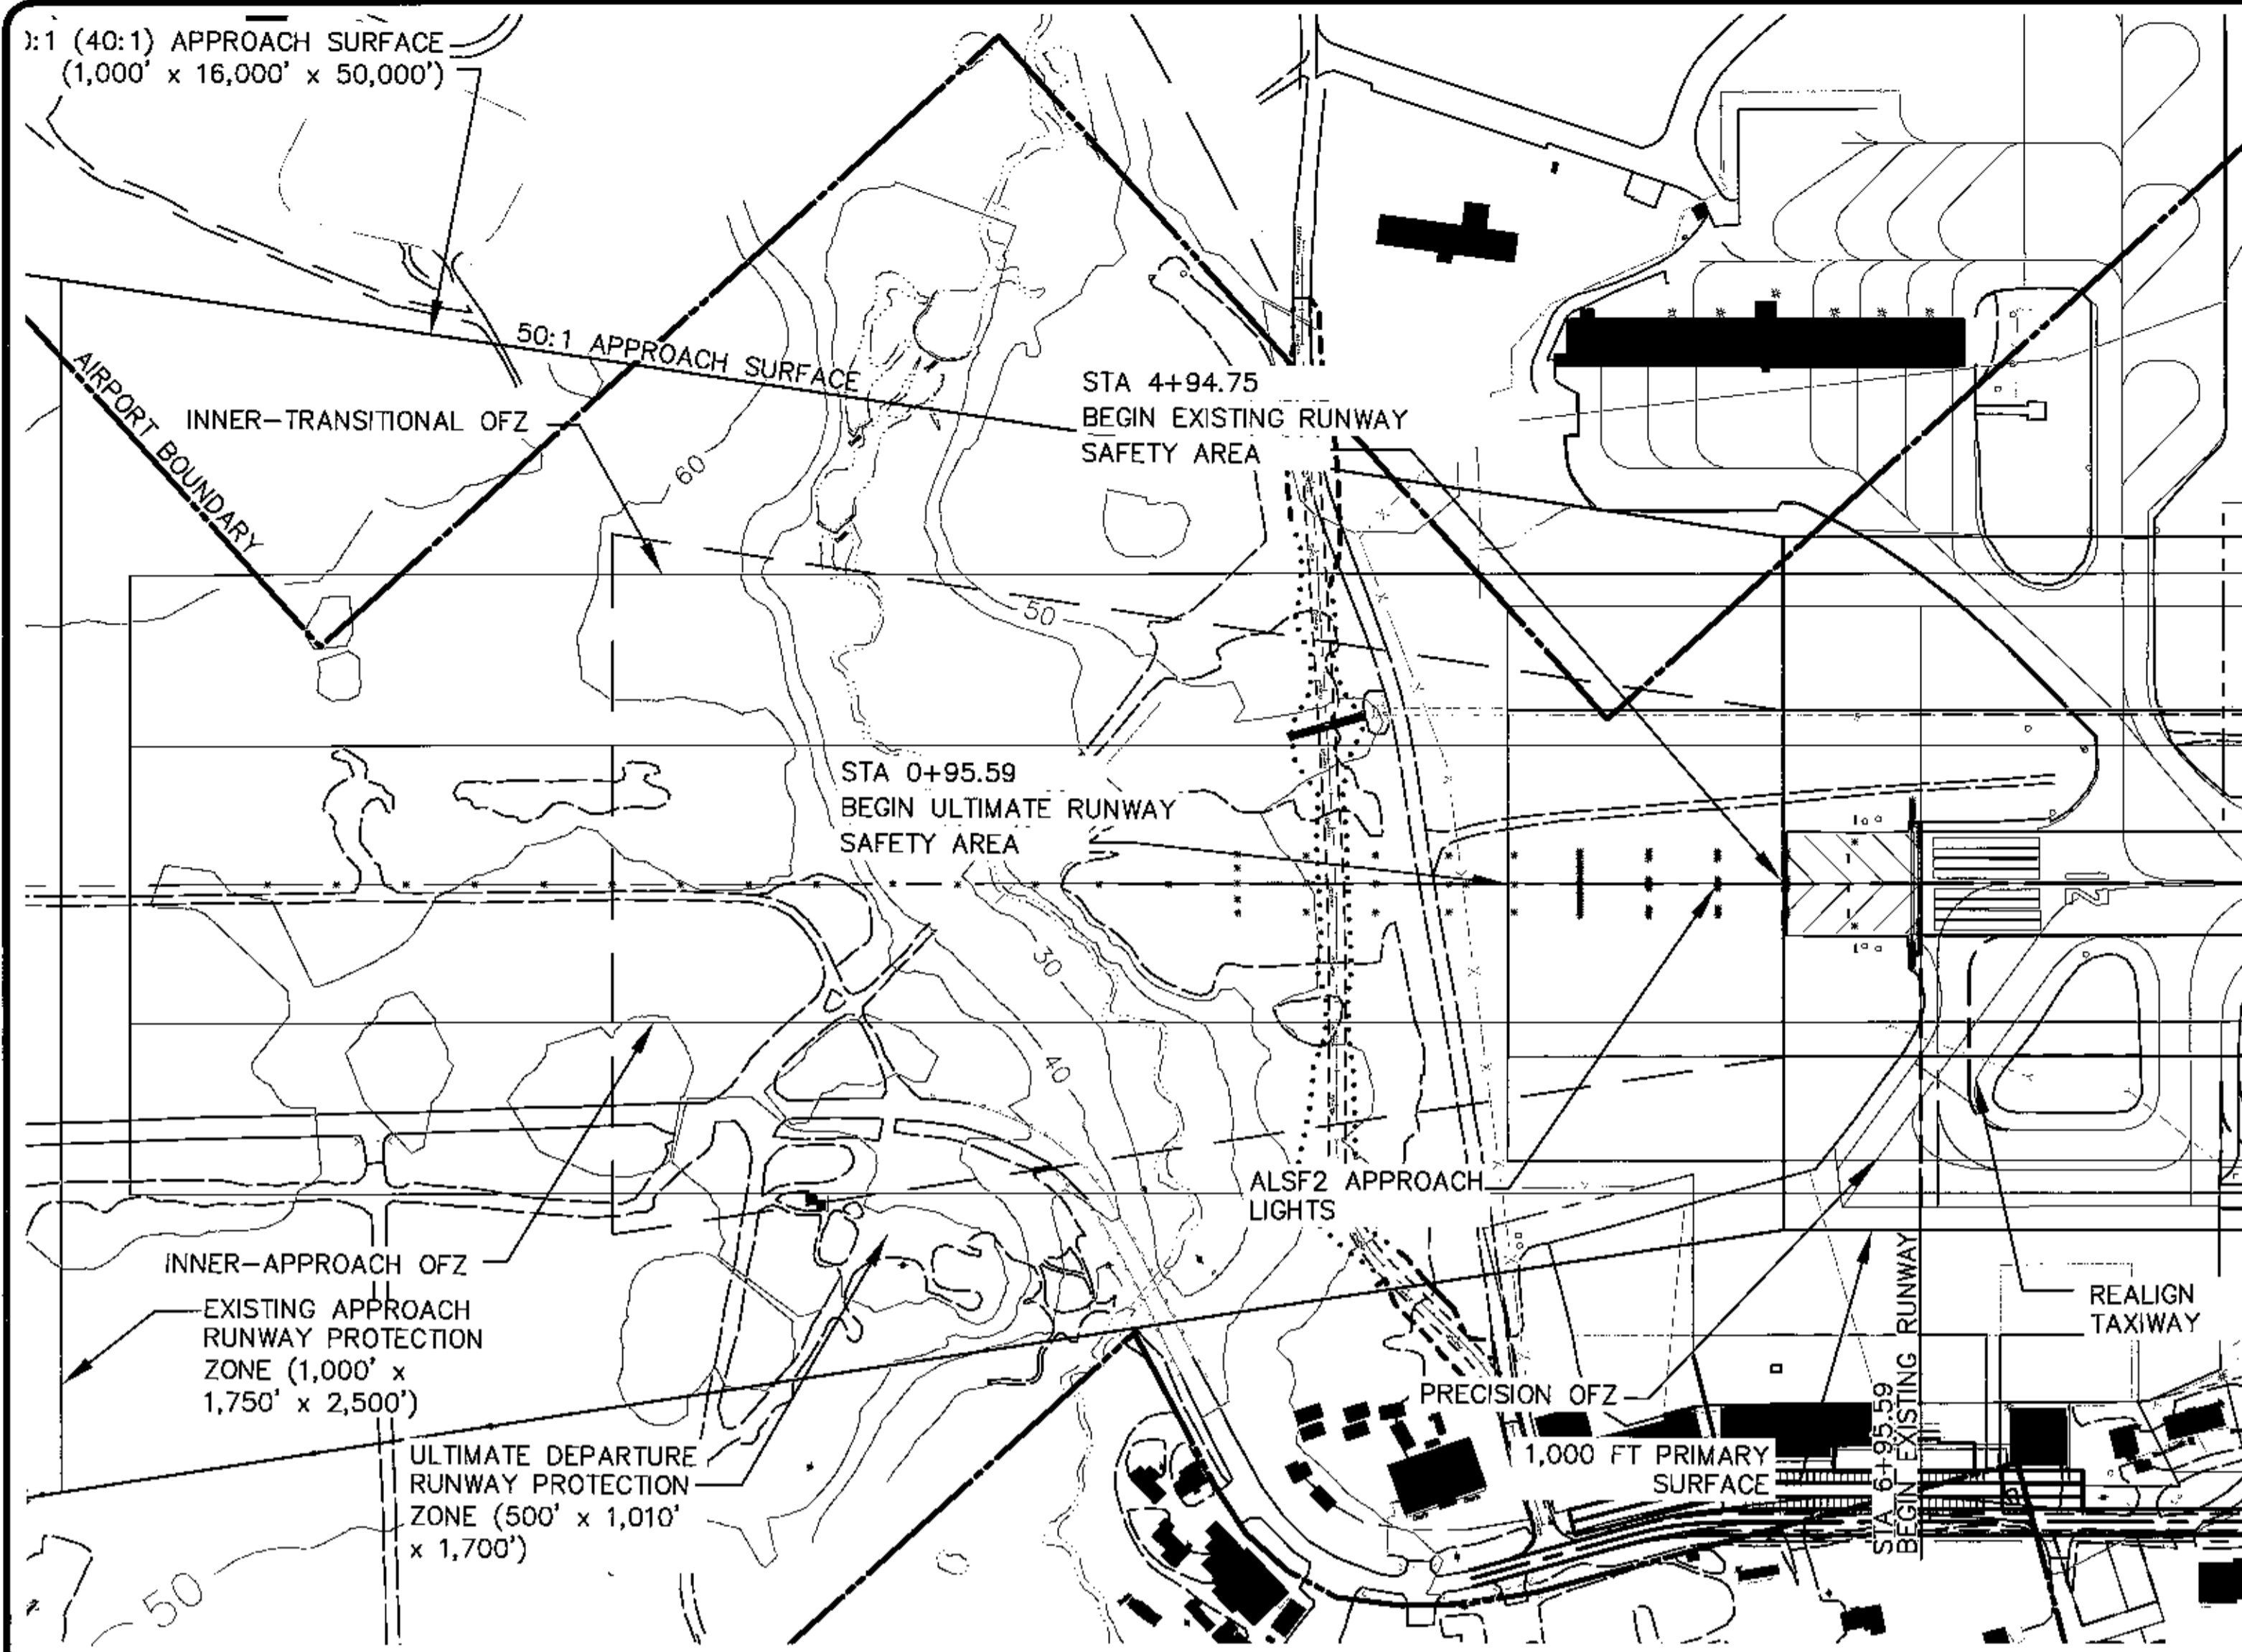 ):1 (40:1) APPROACH SURFACE
(1,000' x 16,000' x 50,000')
50:1 APPROACH SURFACE
AIRPORT BOUNDARY
INNER-TRANSITIONAL OFZ
STA 4+94.75
BEGIN EXISTING RUNWAY
SAFETY AREA
60
50
STA 0+95.59
BEGIN ULTIMATE RUNWAY
SAFETY AREA
21
30
40
ALSF2 APPROACH
LIGHTS
INNER-APPROACH OFZ
EXISTING APPROACH
RUNWAY PROTECTION
ZONE (1,000' x
1,750' x 2,500')
REALIGN
TAXIWAY
PRECISION OFZ
ULTIMATE DEPARTURE
RUNWAY PROTECTION
ZONE (500' x 1,010'
x 1,700')
1,000 FT PRIMARY
SURFACE
STA 6+95.59
BEGIN EXISTING RUNWAY
50